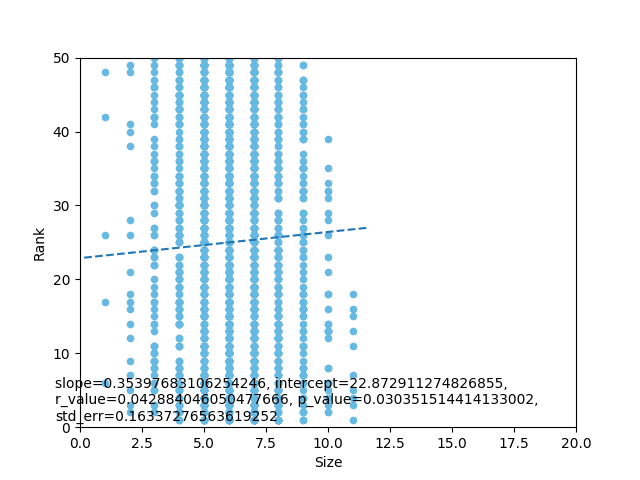 50
40
30
20
10
0
Rank
slope=0.35397683106254246, intercept=22.872911274826855,
r_value=0.042884046050477666, p_value=0.030351514414133002,
std_err=0.16337276563619252
0.0 2.5 5.0 7.5 10.0 12.5 15.0 17.5 20.0
Size